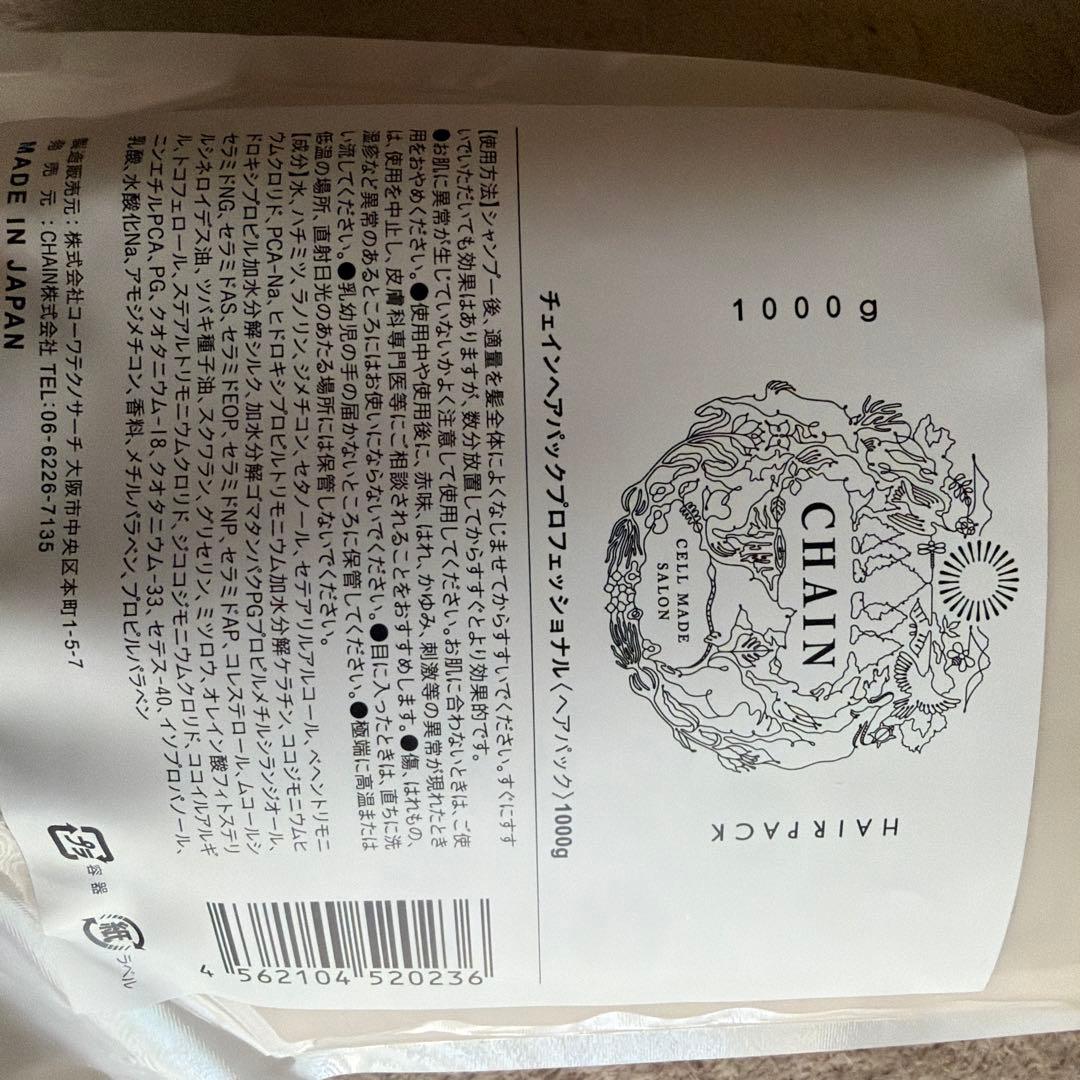 1000g
CHAIN
CELL MADE
SALON
HAIRPACK
チェインヘアパックプロフェッショナル〈ヘアパック〉1000g
【使用方法】シャンプー後、適量を髪全体によくなじませてからすすいでください。すぐにすす
いでいただいても効果はありますが、数分放置してからすすぐとより効果的です。
●お肌に異常が生じていないかよく注意して使用してください。お肌に合わないときは、ご使
用をおやめください。●使用中や使用後に、赤味、はれ、かゆみ、刺激等の異常が現れたとき
は、使用を中止し、皮膚科専門医等にご相談されることをおすすめします。●傷、はれもの、
湿疹など異常のあるところにはお使いにならないでください。●目に入ったときは、直ちに洗
い流してください。●乳幼児の手の届かないところに保管してください。●極端に高温または
低温の場所、直射日光のあたる場所には保管しないでください。
【成分】水、ハチミツ、ラノリン、ジメチコン、セタノール、セテアリルアルコール、ベヘントリモニ
ウムクロリド、PCA-Na、ヒドロキシプロピルトリモニウム加水分解ケラチン、ココジモニウムヒ
ドロキシプロピル加水分解シルク、加水分解ゴマタンパクPGプロピルメチルシランジオール、
セラミドNG、セラミドAS、セラミドEOP、セラミドNP、セラミドAP、コレステロール、ムコールシ
ルシネロイデス油、ツバキ種子油、スクワラン、グリセリン、ミツロウ、オレイン酸フィトステリ
ル、トコフェロール、ステアルトリモニウムクロリド、ジココジモニウムクロリド、ココイルアルギ
ニンエチルPCA、PG、クオタニウム-18、クオタニウム-33、セテス-40、イソプロパノール、
乳酸、水酸化Na、アモジメチコン、香料、メチルパラベン、プロピルパラベン
製造販売元：株式会社コーワテクノサーチ 大阪市中央区本町1-5-7
発売元：CHAIN株式会社 TEL:06-6226-7135
MADE IN JAPAN
プラ
容器
紙
ラベル
4 562104 520236